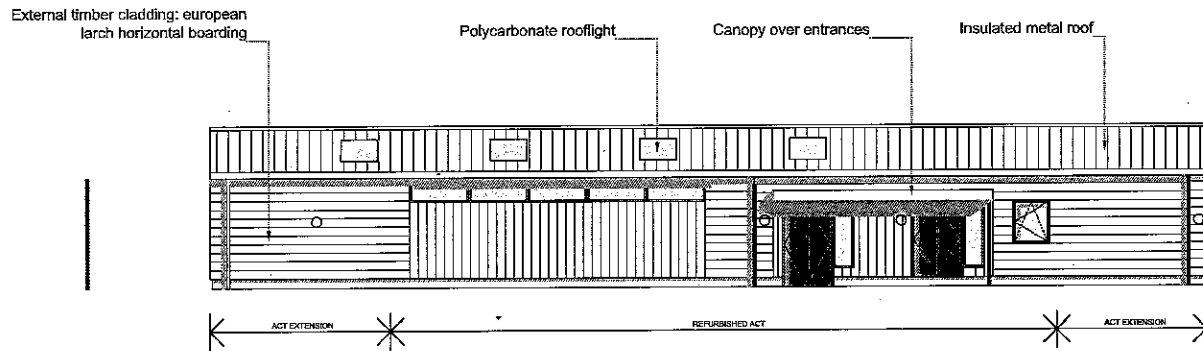 External timber cladding: european
larch horizontal boarding
Polycarbonate rooflight
Canopy over entrances
Insulated metal roof
ACT EXTENSION
REFURBISHED ACT
ACT EXTENSION